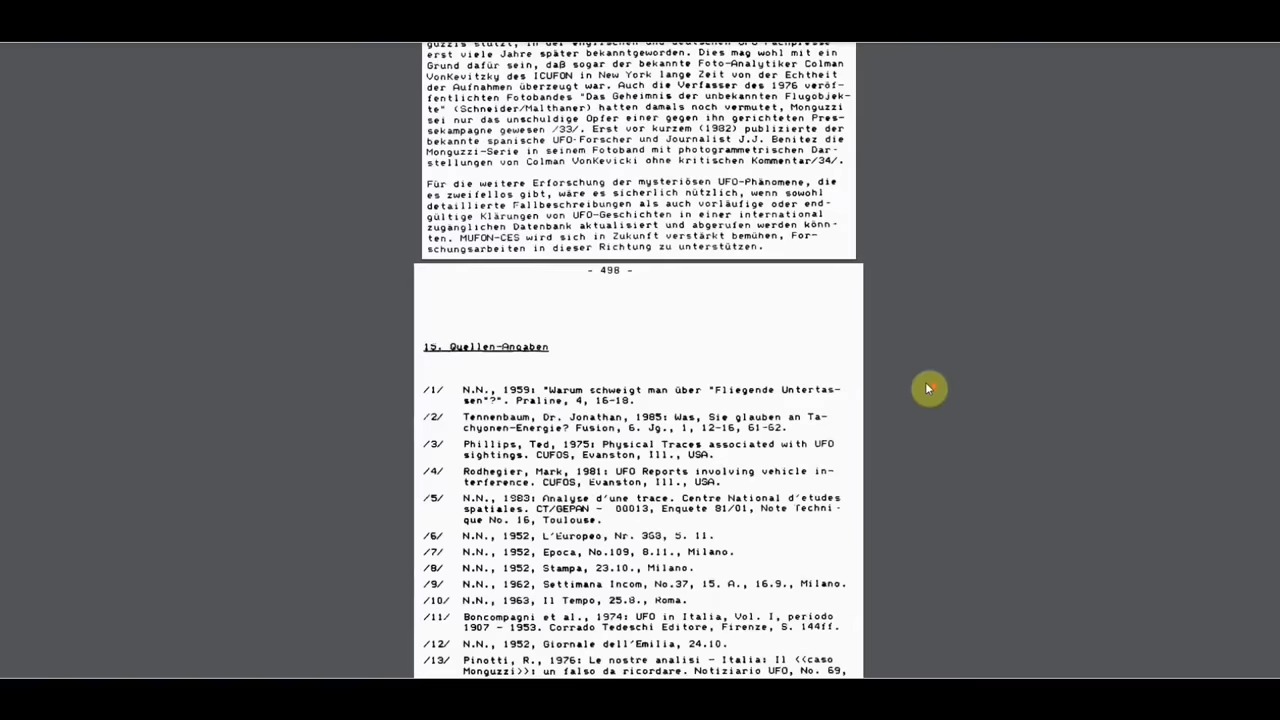 guzzis stützt, in der englischen und deutschen UFO-Fachpresse
erst viele Jahre später bekanntgeworden. Dies mag wohl mit ein
Grund dafür sein, daß sogar der bekannte Foto-Analytiker Colman
VonKevitzky des ICUFON in New York lange Zeit von der Echtheit
der Aufnahmen überzeugt war. Auch die Verfasser des 1976 veröf-
fentlichten Fotobandes "Das Geheimnis der unbekannten Flugobjek-
te" (Schneider/Malthaner) hatten damals noch vermutet, Monguzzi
sei nur das unschuldige Opfer einer gegen ihn gerichteten Pres-
sekampagne gewesen /33/. Erst vor kurzem (1982) publizierte der
bekannte spanische UFO-Forscher und Journalist J.J. Benitez die
Monguzzi-Serie in seinem Fotoband mit photogrammetrischen Dar-
stellungen von Colman VonKevicki ohne kritischen Kommentar/34/.
Für die weitere Erforschung der mysteriösen UFO-Phänomene, die
es zweifellos gibt, wäre es sicherlich nützlich, wenn sowohl
detaillierte Fallbeschreibungen als auch vorläufige oder end-
gültige Klärungen von UFO-Geschichten in einer international
zugänglichen Datenbank aktualisiert und abgerufen werden könn-
ten. MUFON-CES wird sich in Zukunft verstärkt bemühen, For-
schungsarbeiten in dieser Richtung zu unterstützen.
- 498 -
15. Quellen-Angaben
/1/ N.N., 1959: "Warum schweigt man über "Fliegende Untertas-
sen"?". Praline, 4, 16-18.
/2/ Tennenbaum, Dr. Jonathan, 1985: Was, Sie glauben an Ta-
chyonen-Energie? Fusion, 6. Jg., 1, 12-16, 61-62.
/3/ Phillips, Ted, 1975: Physical Traces associated with UFO
sightings. CUFOS, Evanston, Ill., USA.
/4/ Rodhegier, Mark, 1981: UFO Reports involving vehicle in-
terference. CUFOS, Evanston, Ill., USA.
/5/ N.N., 1983: Analyse d'une trace. Centre National d'etudes
spatiales. CT/GEPAN - 00013, Enquete 81/01, Note Techni-
que No. 16, Toulouse.
/6/ N.N., 1952, L'Europeo, Nr. 368, S. 11.
/7/ N.N., 1952, Epoca, No.109, 8.11., Milano.
/8/ N.N., 1952, Stampa, 23.10., Milano.
/9/ N.N., 1962, Settimana Incom, No.37, 15. A., 16.9., Milano.
/10/ N.N., 1963, Il Tempo, 25.8., Roma.
/11/ Boncompagni et al., 1974: UFO in Italia, Vol. I, periodo
1907 - 1953. Corrado Tedeschi Editore, Firenze, S. 144ff.
/12/ N.N., 1952, Giornale dell'Emilia, 24.10.
/13/ Pinotti, R., 1976: Le nostre analisi - Italia: Il <<caso
Monguzzi>>: un falso da ricordare. Notiziario UFO, No. 69,